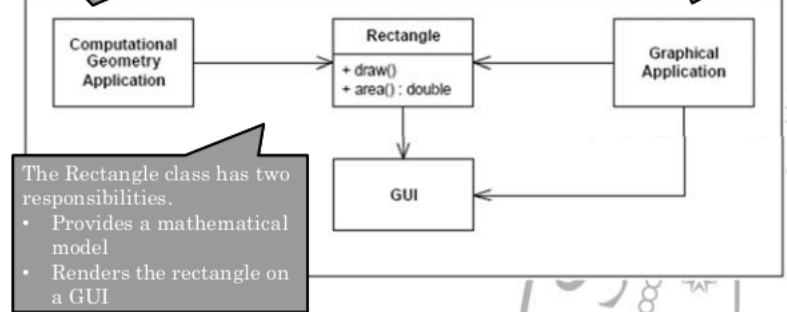 Computational
Geometry
Application
Rectangle
+ draw()
+ area() : double
Graphical
Application
GUI
The Rectangle class has two
responsibilities.
• Provides a mathematical
model
• Renders the rectangle on
a GUI